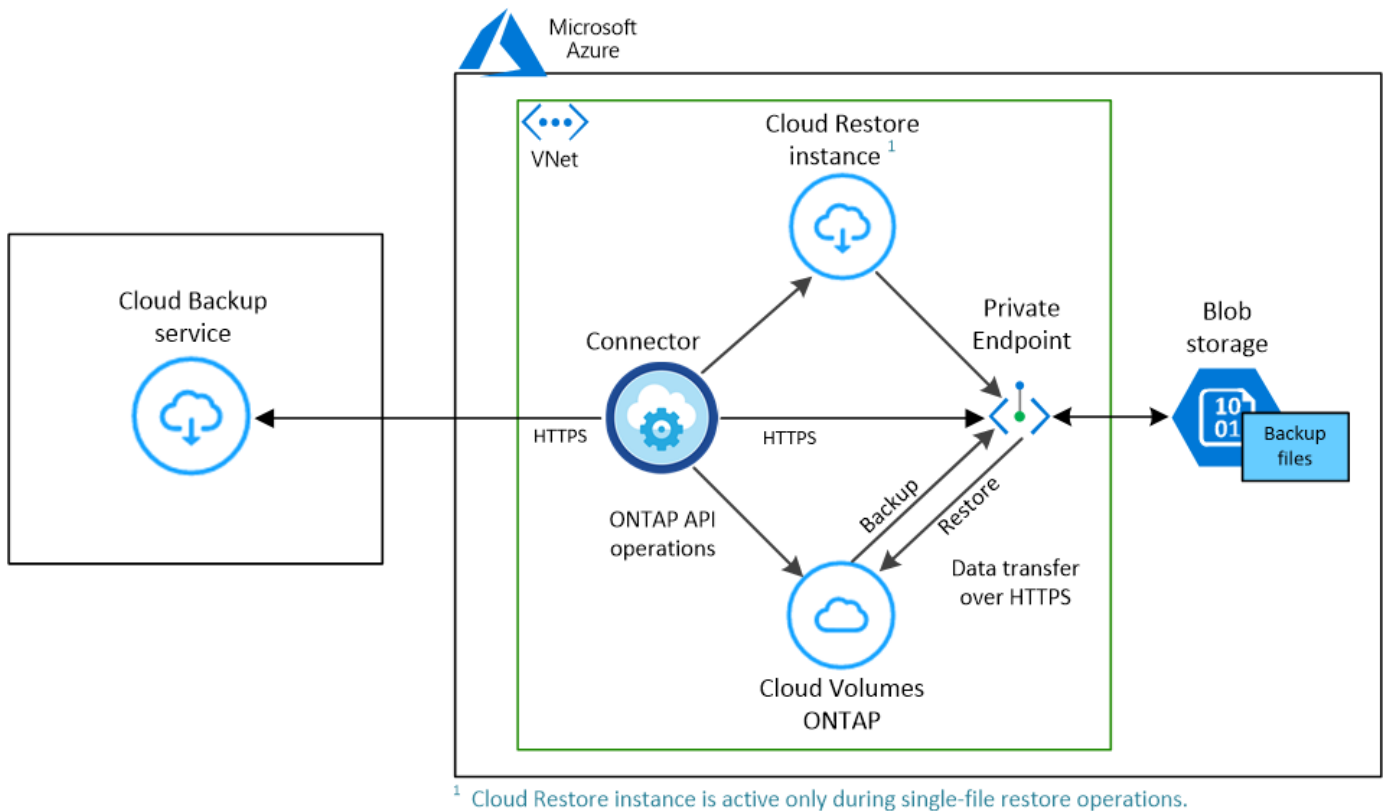 Microsoft
Azure
VNet
Cloud Restore
instance 1
Cloud Backup
service
Connector
Private
Endpoint
Blob
storage
HTTPS
HTTPS
10
01
Backup
files
Backup
Restore
ONTAP API
operations
Data transfer
over HTTPS
Cloud Volumes
ONTAP
1 Cloud Restore instance is active only during single-file restore operations.